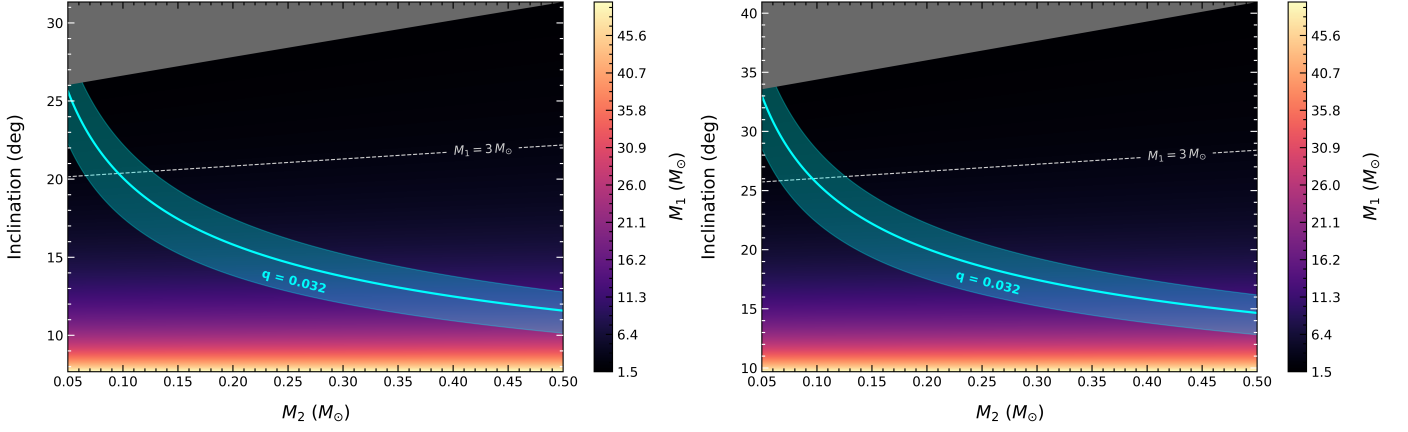 30
25
20
15
10
Inclination (deg)
0.05 0.10 0.15 0.20 0.25 0.30 0.35 0.40 0.45 0.50
M₂ (M⊙)
M₁ = 3 M⊙
q = 0.032
45.6
40.7
35.8
30.9
26.0
21.1
16.2
11.3
6.4
1.5
M₁ (M⊙)
40
35
30
25
20
15
10
Inclination (deg)
0.05 0.10 0.15 0.20 0.25 0.30 0.35 0.40 0.45 0.50
M₂ (M⊙)
M₁ = 3 M⊙
q = 0.032
45.6
40.7
35.8
30.9
26.0
21.1
16.2
11.3
6.4
1.5
M₁ (M⊙)